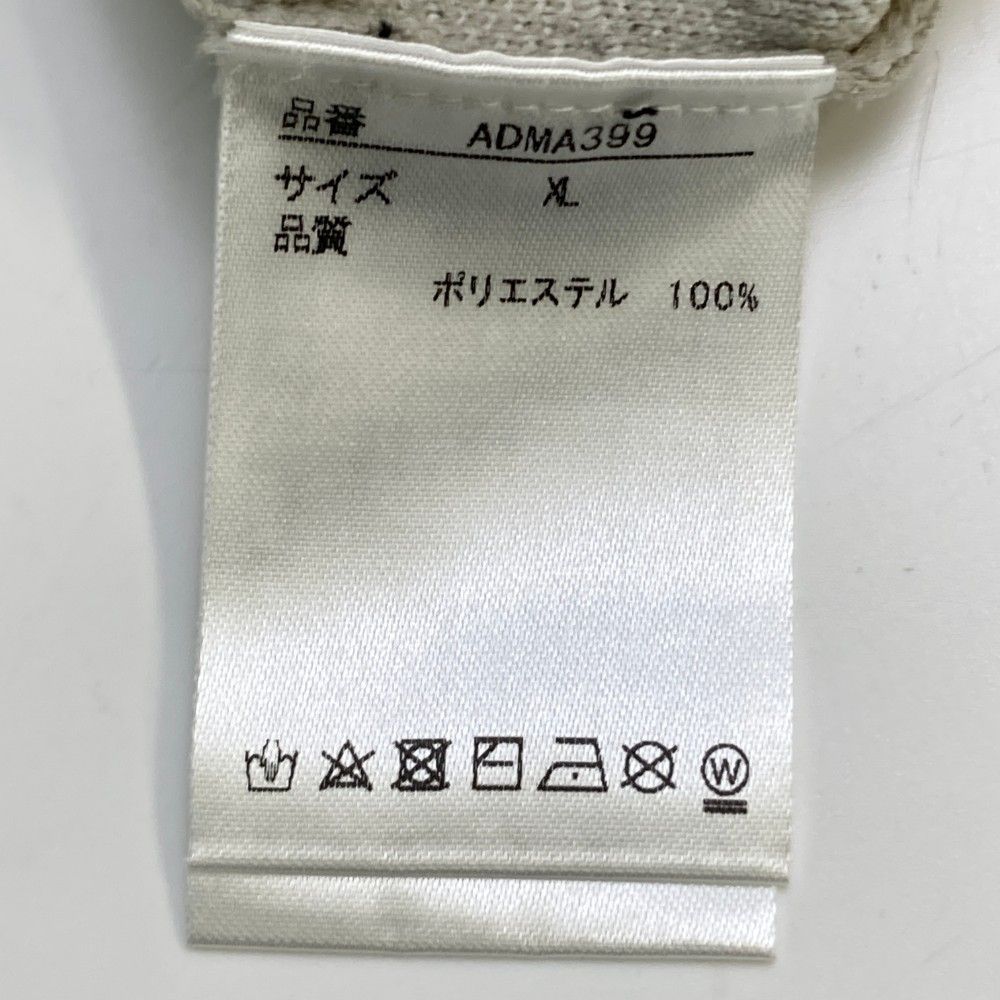 品番 ADMA399
サイズ XL
品質
ポリエステル 100%
W